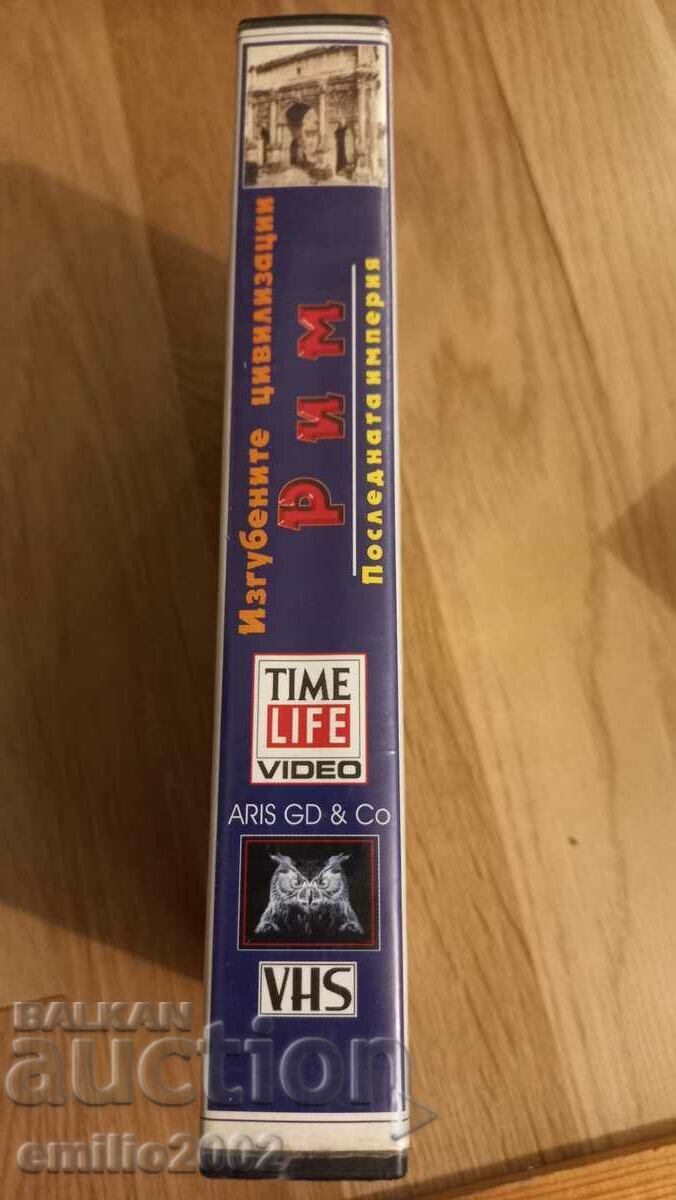 Изгубените цивилизации
Рим
Последната империя
TIME
LIFE
VIDEO
ARIS GD & Co
VHS
BALKAN
auction
emilio2002